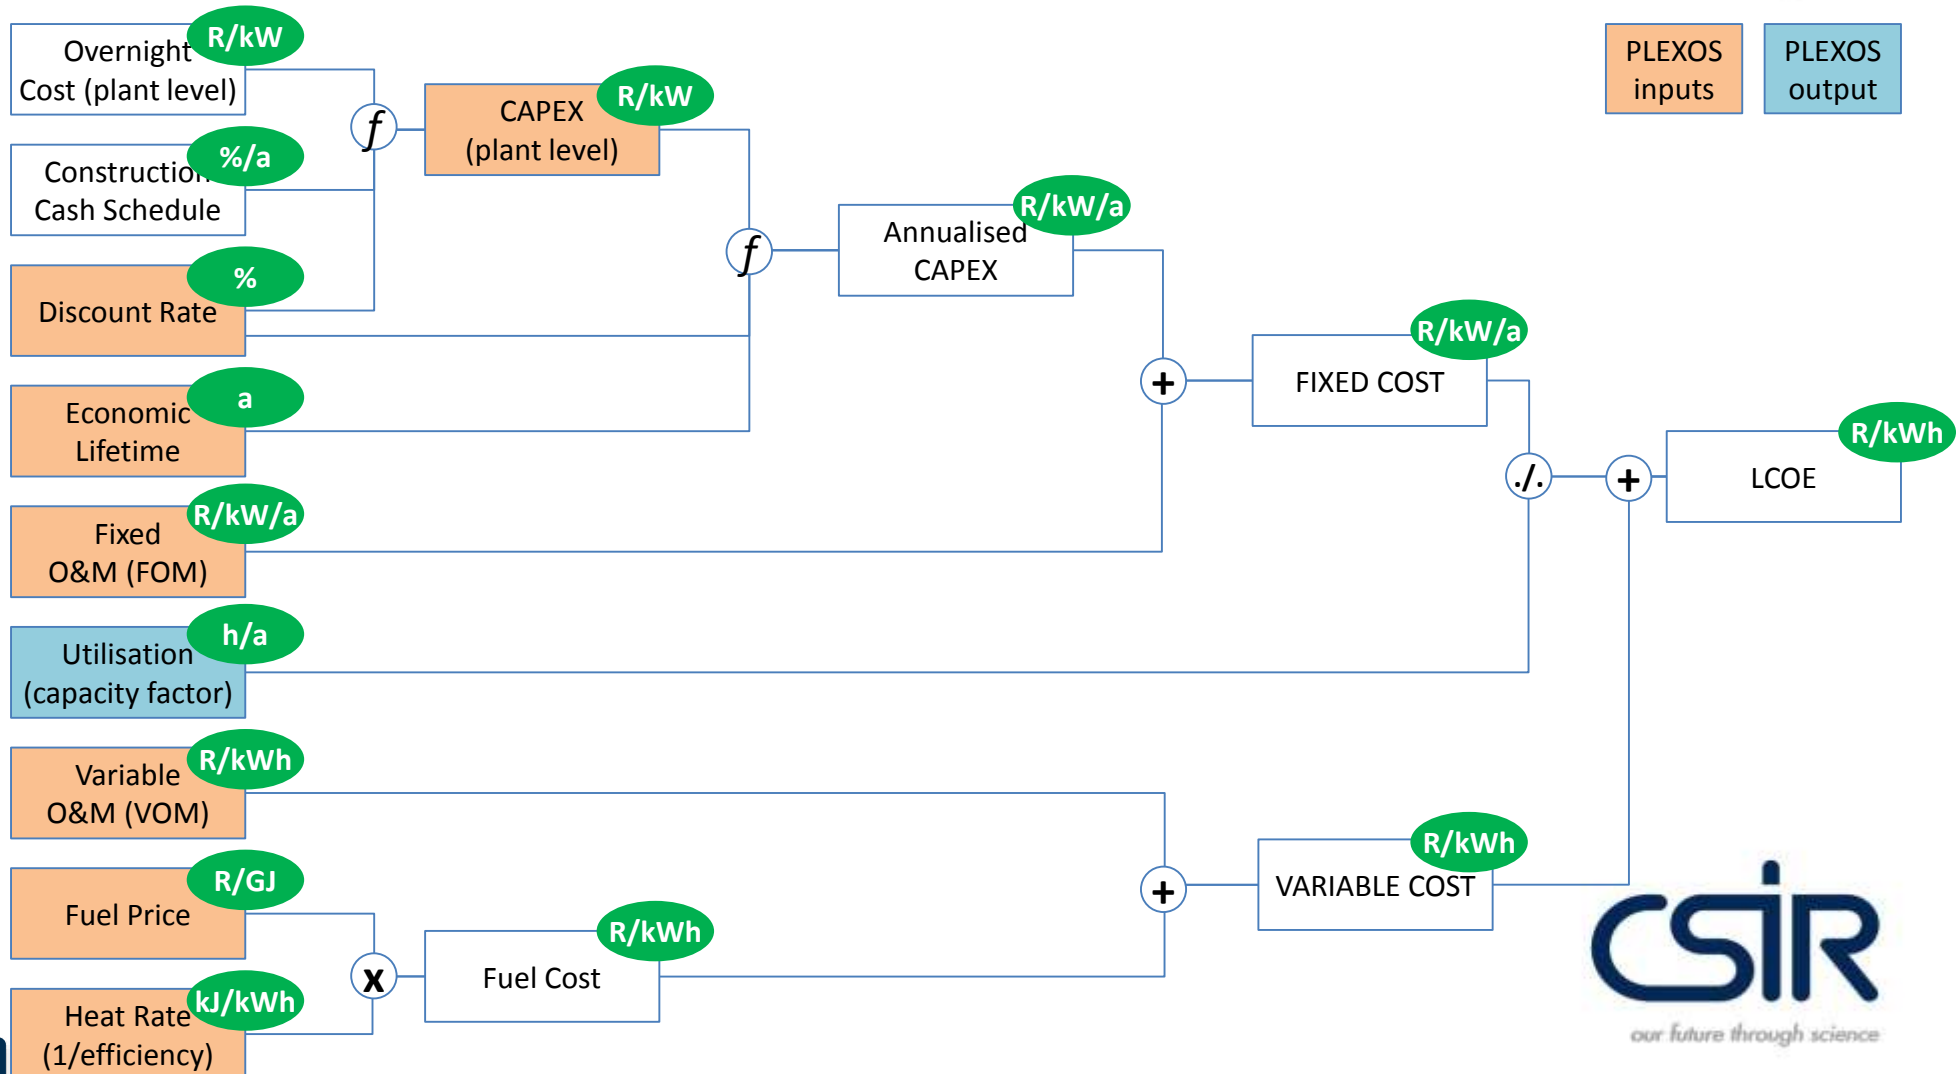 Overnight
Cost (plant level)
R/kW
Construction
Cash Schedule
%/a
Discount Rate
%
Economic
Lifetime
a
Fixed
O&M (FOM)
R/kW/a
Utilisation
(capacity factor)
h/a
Variable
O&M (VOM)
R/kWh
Fuel Price
R/GJ
Heat Rate
(1/efficiency)
kJ/kWh
f
CAPEX
(plant level)
R/kW
f
Annualised
CAPEX
R/kW/a
+
FIXED COST
R/kW/a
./.
+
LCOE
R/kWh
x
Fuel Cost
R/kWh
+
VARIABLE COST
R/kWh
PLEXOS
inputs
PLEXOS
output
CSIR
our future through science